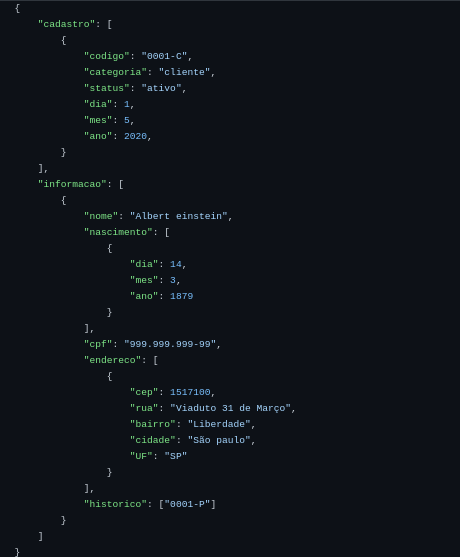 {
    "cadastro": [
        {
            "codigo": "0001-C",
            "categoria": "cliente",
            "status": "ativo",
            "dia": 1,
            "mes": 5,
            "ano": 2020,
        }
    ],
    "informacao": [
        {
            "nome": "Albert einstein",
            "nascimento": [
                {
                    "dia": 14,
                    "mes": 3,
                    "ano": 1879
                }
            ],
            "cpf": "999.999.999-99",
            "endereco": [
                {
                    "cep": 1517100,
                    "rua": "Viaduto 31 de Março",
                    "bairro": "Liberdade",
                    "cidade": "São paulo",
                    "UF": "SP"
                }
            ],
            "historico": ["0001-P"]
        }
    ]
}